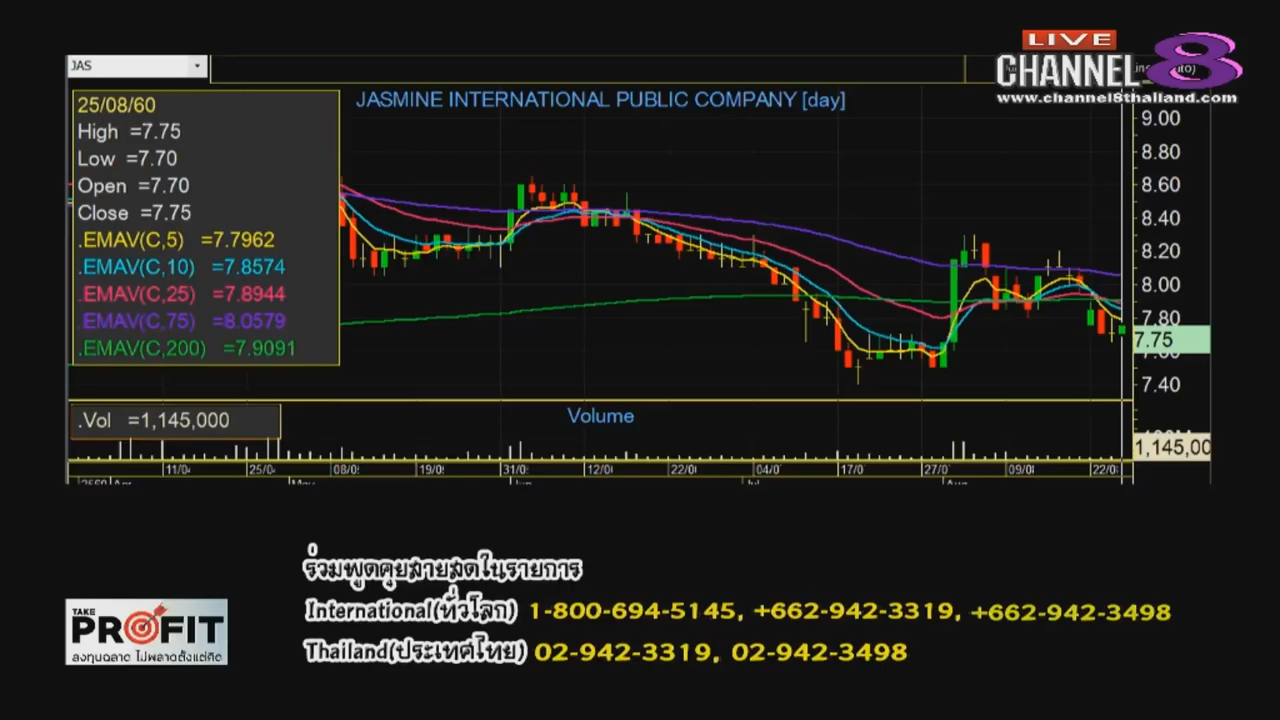 LIVE
CHANNEL 8
www.channel8thailand.com
JAS
JASMINE INTERNATIONAL PUBLIC COMPANY [day]
25/08/60
High =7.75
Low =7.70
Open =7.70
Close =7.75
.EMAV(C,5) =7.7962
.EMAV(C,10) =7.8574
.EMAV(C,25) =7.8944
.EMAV(C,75) =8.0579
.EMAV(C,200) =7.9091
9.00
8.80
8.60
8.40
8.20
8.00
7.80
7.75
7.60
7.40
.Vol =1,145,000
Volume
1,145,00
11/04 25/04 08/0 19/0 31/0 12/0 22/0 04/0 17/0 27/0 09/0 22/0
ร่วมพูดคุยสายสดในรายการ
International(ทั่วโลก) 1-800-694-5145, +662-942-3319, +662-942-3498
Thailand(ประเทศไทย) 02-942-3319, 02-942-3498
TAKE
PROFIT
ลงทุนฉลาด ไม่พลาดตั้งแต่คิด